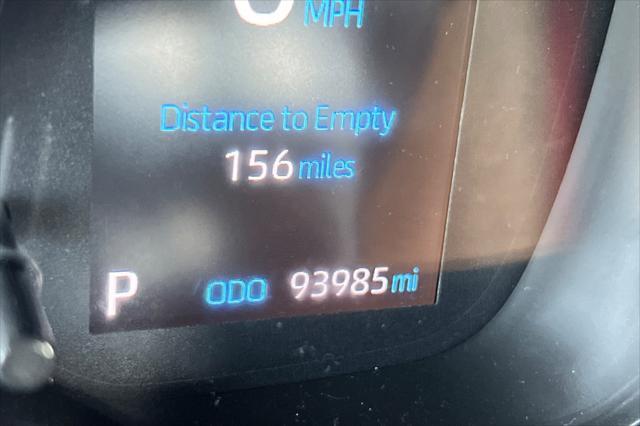 MPH
Distance to Empty
156 miles
P ODO 93985 mi